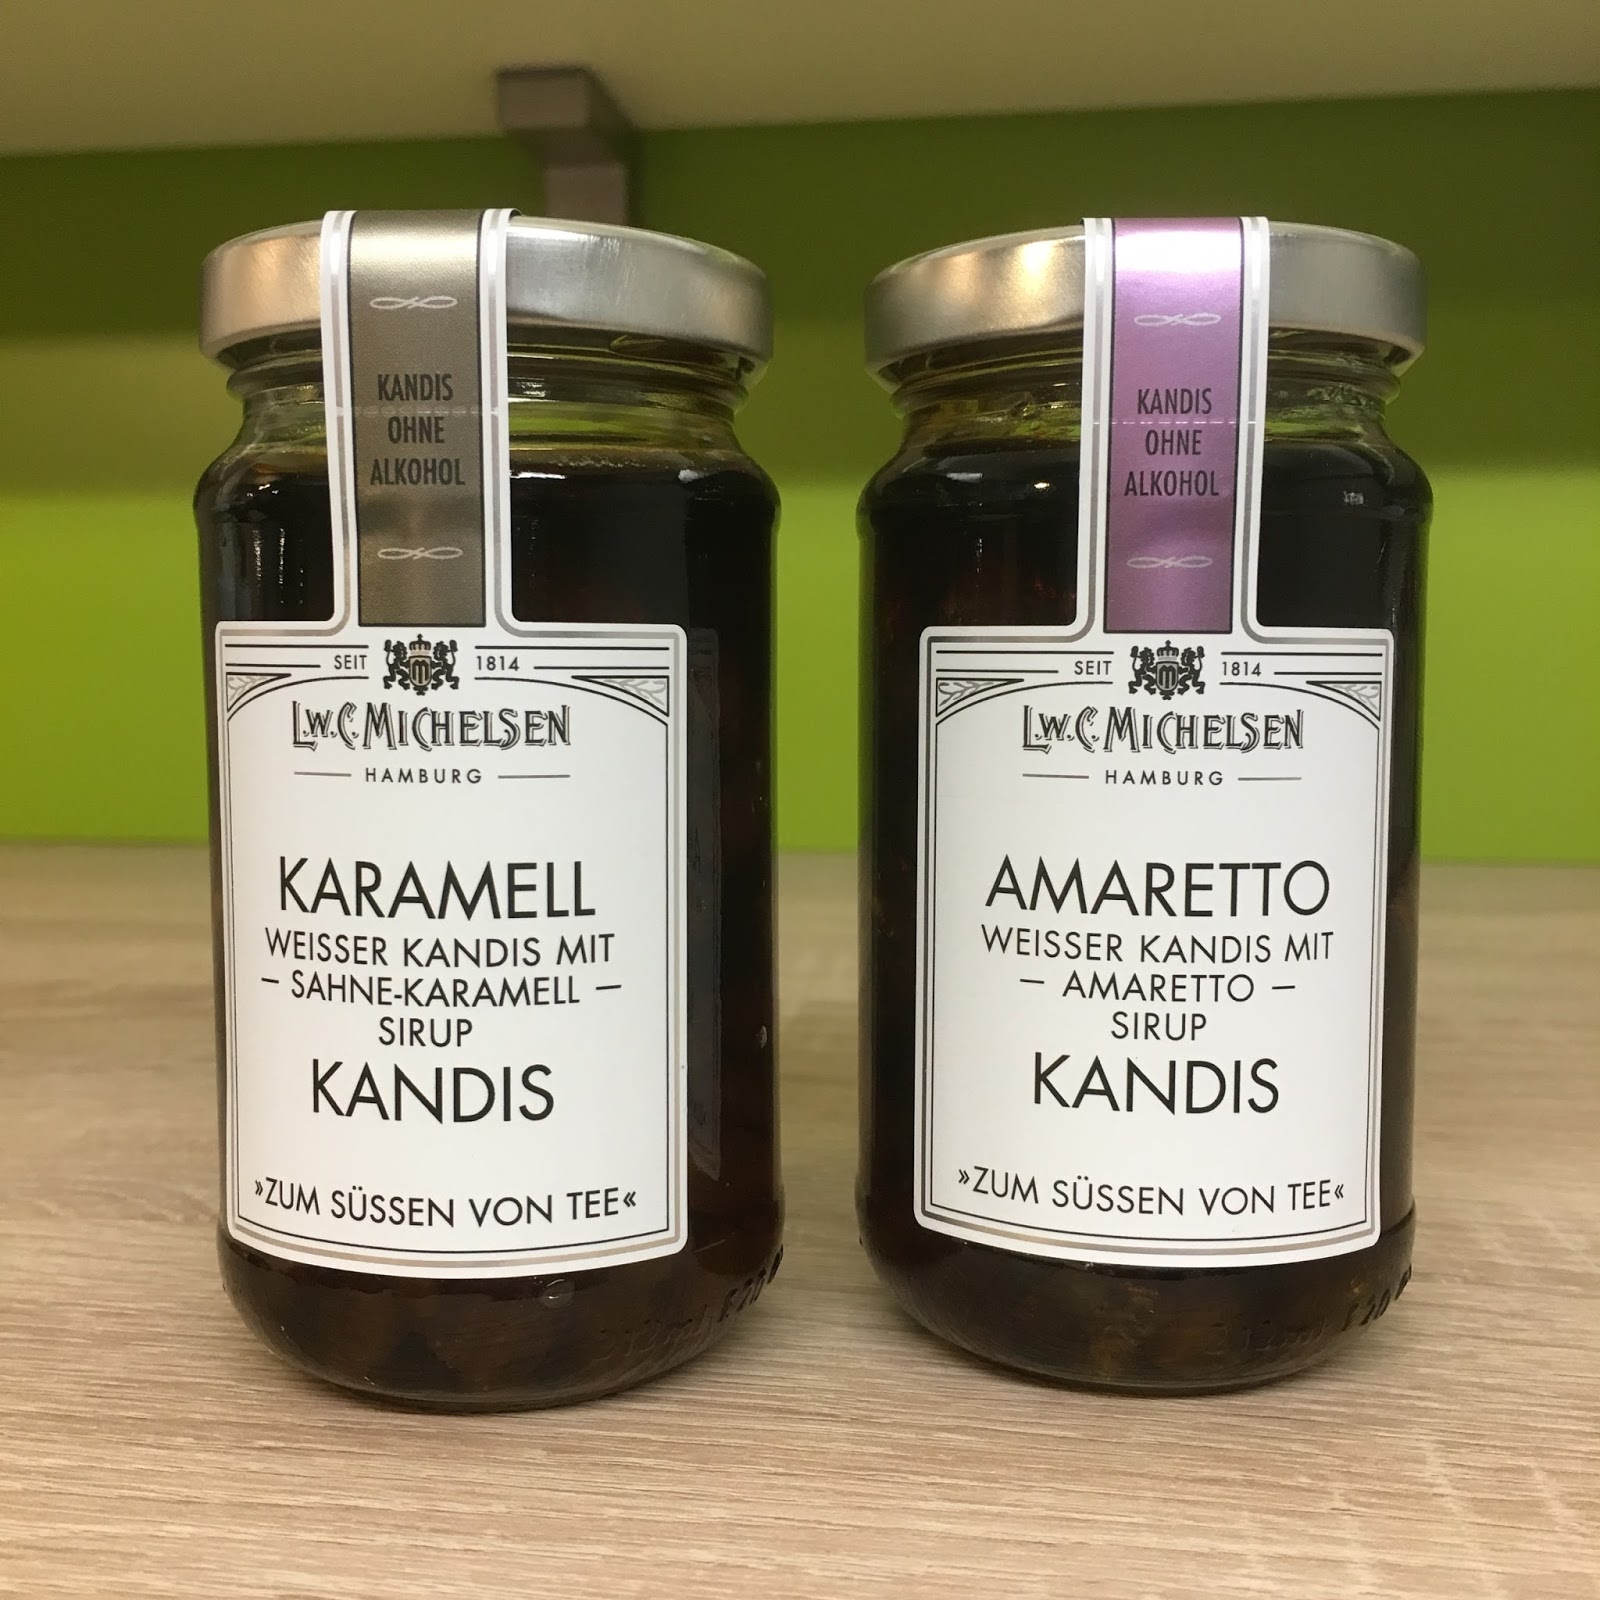 KANDIS
OHNE
ALKOHOL
SEIT 1814
L.W.C. MICHELSEN
HAMBURG
KARAMELL
WEISSER KANDIS MIT
– SAHNE-KARAMELL –
SIRUP
KANDIS
»ZUM SÜSSEN VON TEE«
KANDIS
OHNE
ALKOHOL
SEIT 1814
L.W.C. MICHELSEN
HAMBURG
AMARETTO
WEISSER KANDIS MIT
– AMARETTO –
SIRUP
KANDIS
»ZUM SÜSSEN VON TEE«